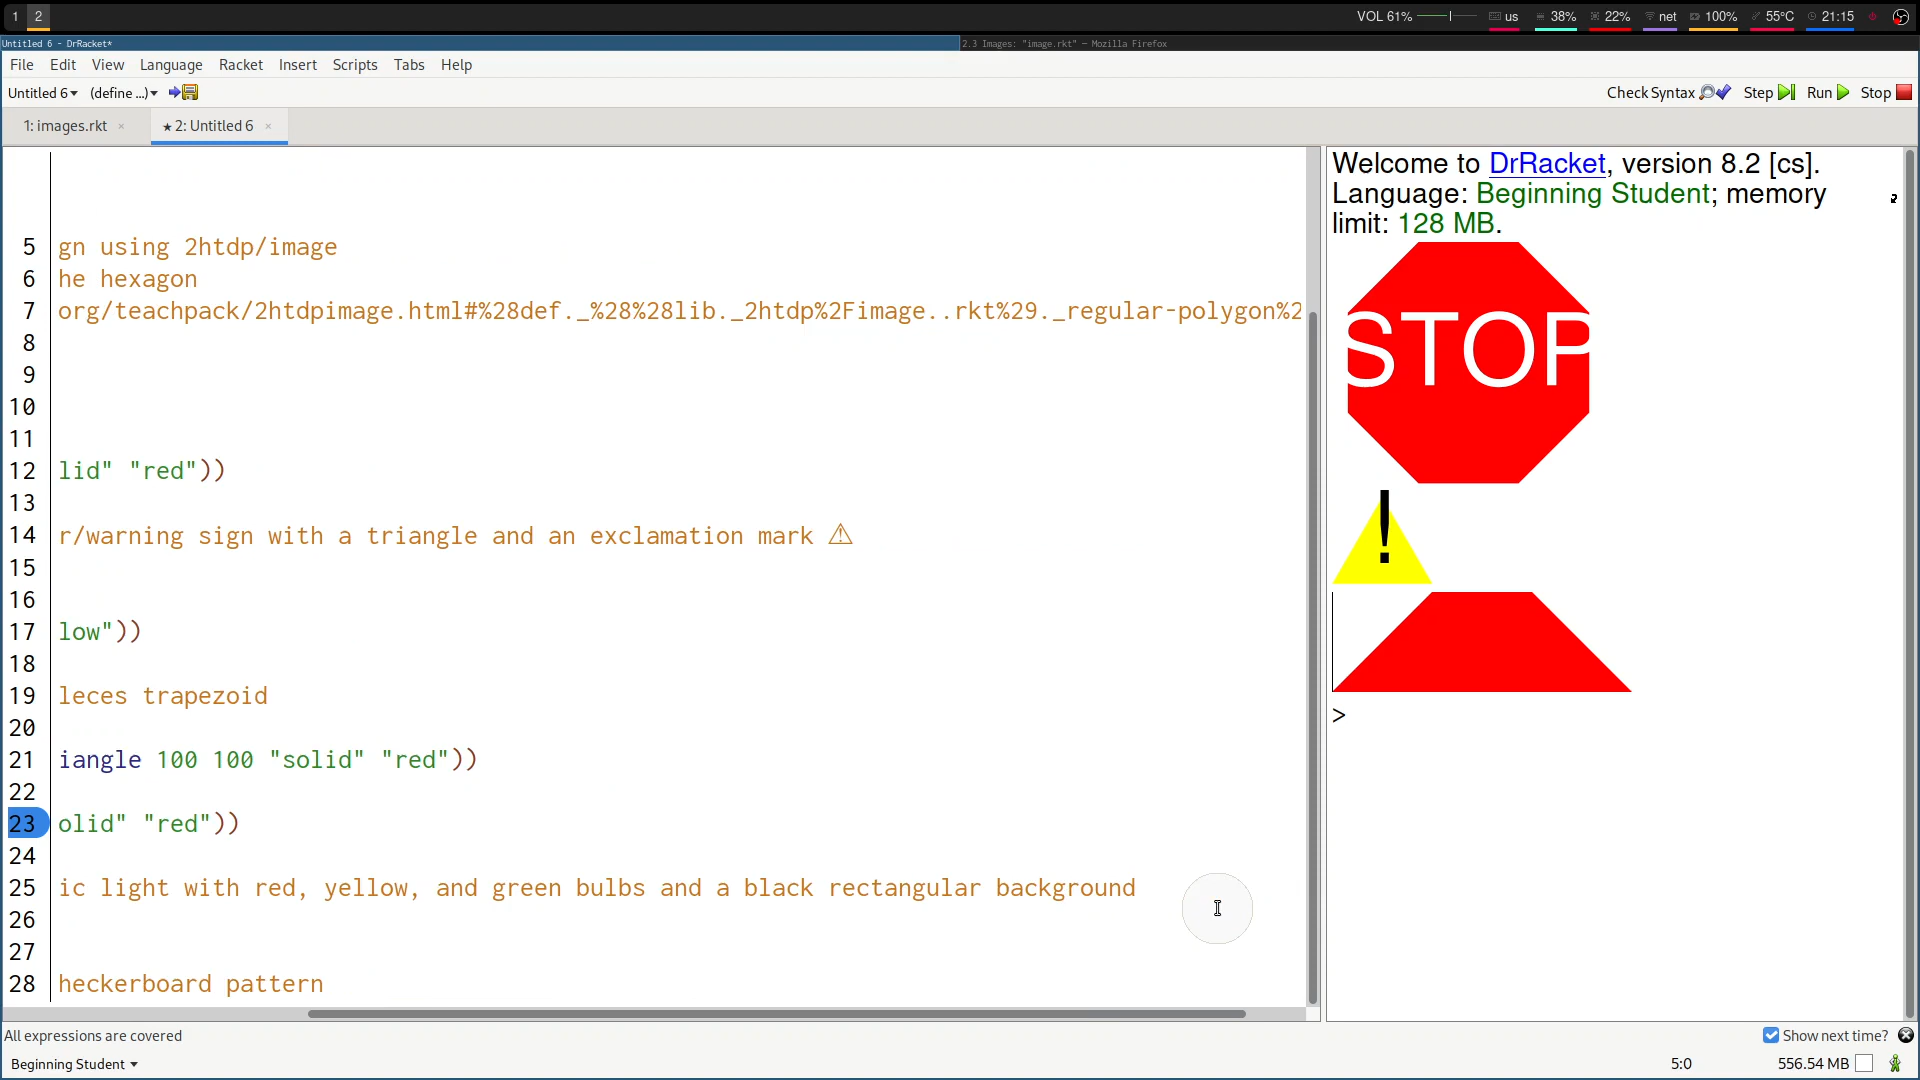 1 2
VOL 61% us 38% 22% net 100% 55°C 21:15
Untitled 6 - DrRacket*
2.3 Images: "image.rkt" — Mozilla Firefox
File Edit View Language Racket Insert Scripts Tabs Help
Untitled 6▾ (define ...)▾
Check Syntax Step Run Stop
1: images.rkt × ★ 2: Untitled 6 ×
5 gn using 2htdp/image
6 he hexagon
7 org/teachpack/2htdpimage.html#%28def._%28%28lib._2htdp%2Fimage..rkt%29._regular-polygon%2
8
9
10
11
12 lid" "red"))
13
14 r/warning sign with a triangle and an exclamation mark ⚠
15
16
17 low"))
18
19 leces trapezoid
20
21 iangle 100 100 "solid" "red"))
22
23 olid" "red"))
24
25 ic light with red, yellow, and green bulbs and a black rectangular background
26
27
28 heckerboard pattern
Welcome to DrRacket, version 8.2 [cs].
Language: Beginning Student; memory
limit: 128 MB.
STOP
!
>
All expressions are covered
Show next time?
Beginning Student ▾
5:0 556.54 MB